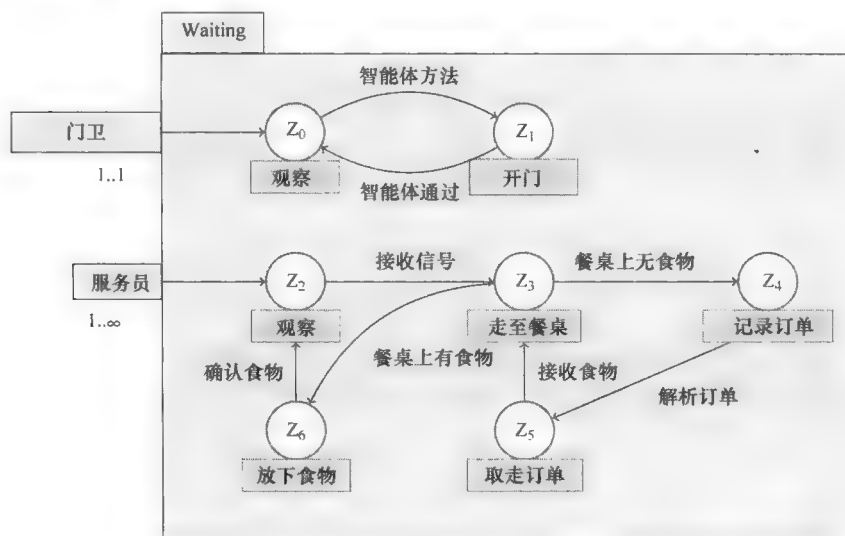 Waiting
智能体方法
门卫
Z0
Z1
1..1
观察
智能体通过
开门
服务员
Z2
接收信号
Z3
餐桌上无食物
Z4
1..∞
观察
走至餐桌
记录订单
确认食物
餐桌上有食物
接收食物
解析订单
Z6
Z5
放下食物
取走订单